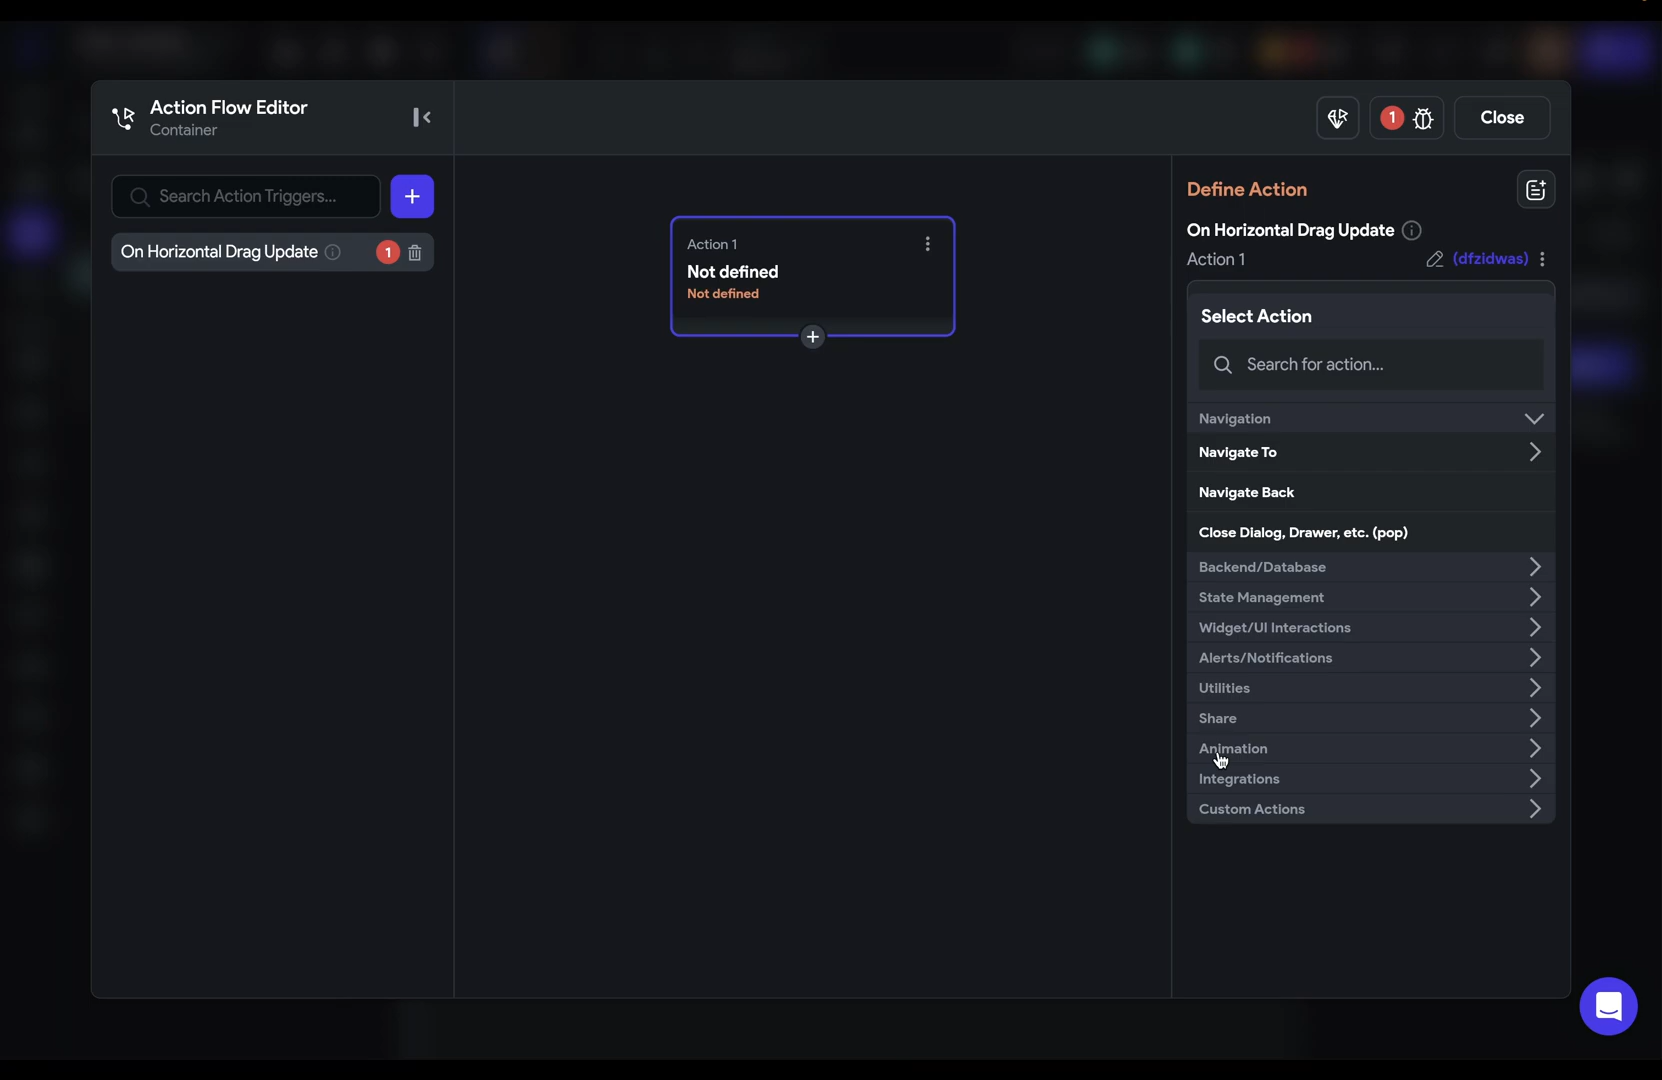 Action Flow Editor
Container
1
Close
Search Action Triggers...
On Horizontal Drag Update
1
Action 1
Not defined
Not defined
Define Action
On Horizontal Drag Update
Action 1
(dfzidwas)
Select Action
Search for action...
Navigation
Navigate To
Navigate Back
Close Dialog, Drawer, etc. (pop)
Backend/Database
State Management
Widget/UI Interactions
Alerts/Notifications
Utilities
Share
Animation
Integrations
Custom Actions